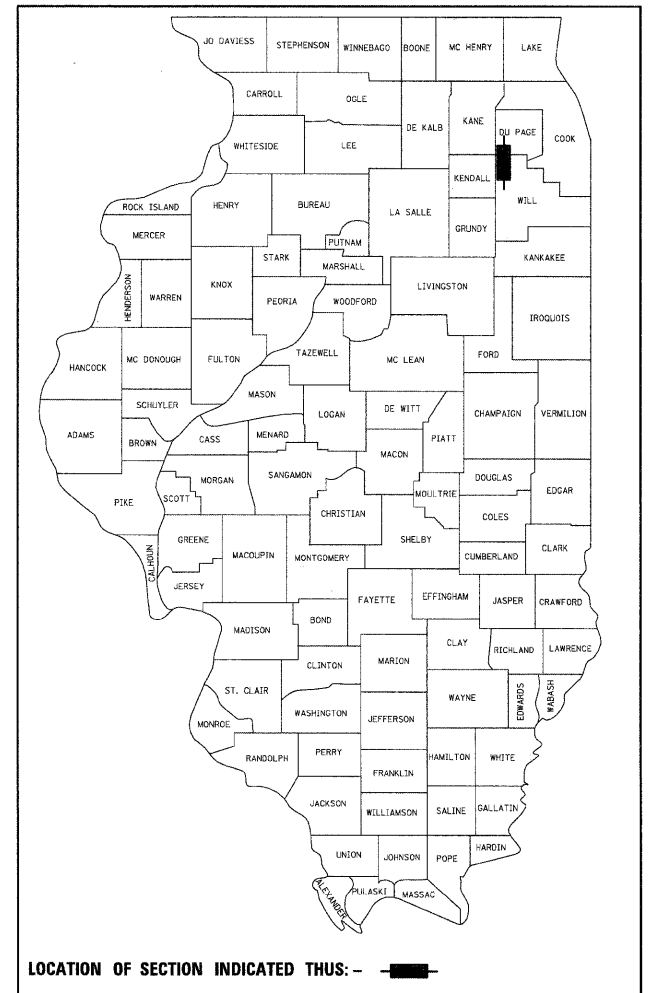 JO DAVIESS STEPHENSON WINNEBAGO BOONE MC HENRY LAKE
CARROLL OGLE DE KALB KANE DU PAGE COOK
WHITESIDE LEE KENDALL WILL
ROCK ISLAND HENRY BUREAU LA SALLE GRUNDY
MERCER PUTNAM KANKAKEE
HENDERSON WARREN KNOX STARK MARSHALL LIVINGSTON IROQUOIS
PEORIA WOODFORD
HANCOCK MC DONOUGH FULTON TAZEWELL MC LEAN FORD
SCHUYLER MASON LOGAN DE WITT CHAMPAIGN VERMILION
ADAMS BROWN CASS MENARD MACON PIATT
PIKE SCOTT MORGAN SANGAMON MOULTRIE DOUGLAS EDGAR
CALHOUN GREENE MACOUPIN CHRISTIAN SHELBY COLES
JERSEY MONTGOMERY CUMBERLAND CLARK
MADISON BOND FAYETTE EFFINGHAM JASPER CRAWFORD
CLINTON MARION CLAY RICHLAND LAWRENCE
ST. CLAIR WASHINGTON JEFFERSON WAYNE EDWARDS WABASH
MONROE RANDOLPH PERRY FRANKLIN HAMILTON WHITE
JACKSON WILLIAMSON SALINE GALLATIN
UNION JOHNSON POPE HARDIN
ALEXANDER PULASKI MASSAC
LOCATION OF SECTION INDICATED THUS: –